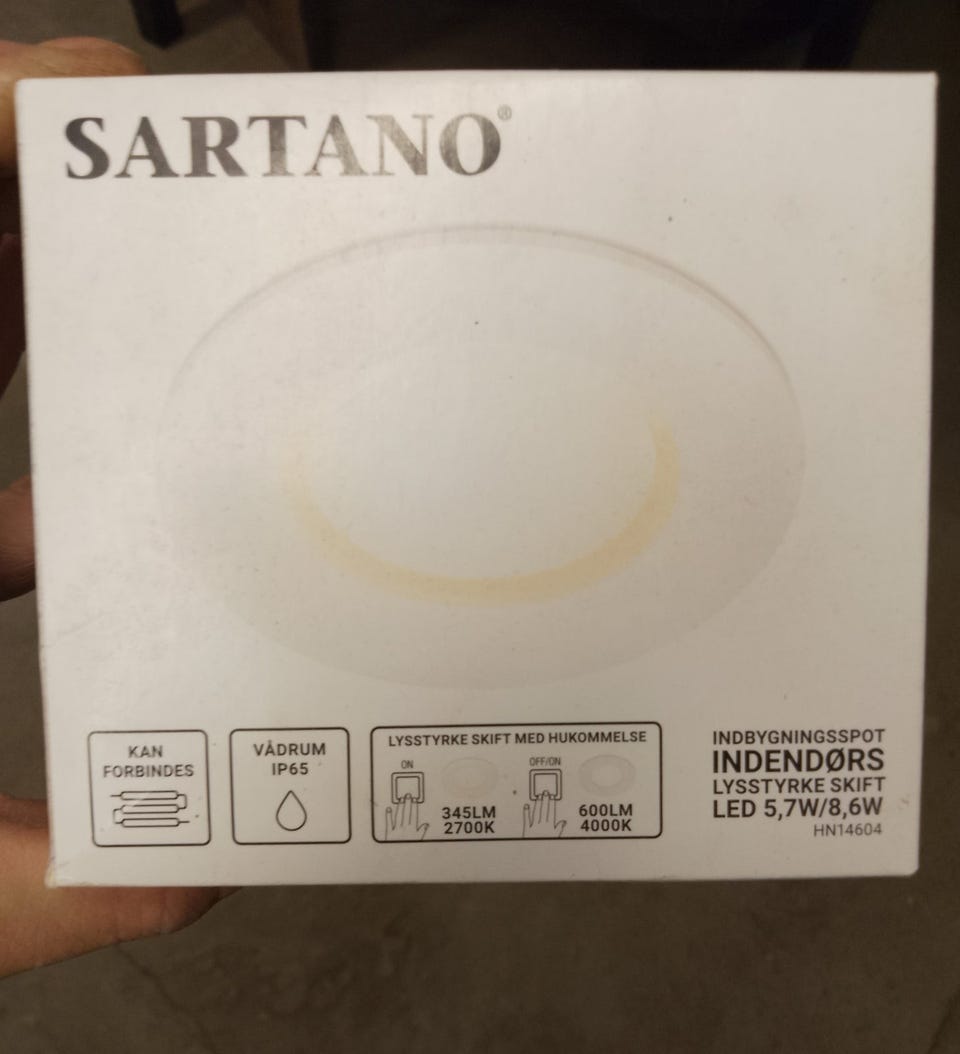 SARTANO®
KAN
FORBINDES
VÅDRUM
IP65
LYSSTYRKE SKIFT MED HUKOMMELSE
ON
345LM
2700K
OFF/ON
600LM
4000K
INDBYGNINGSSPOT
INDENDØRS
LYSSTYRKE SKIFT
LED 5,7W/8,6W
HN14604